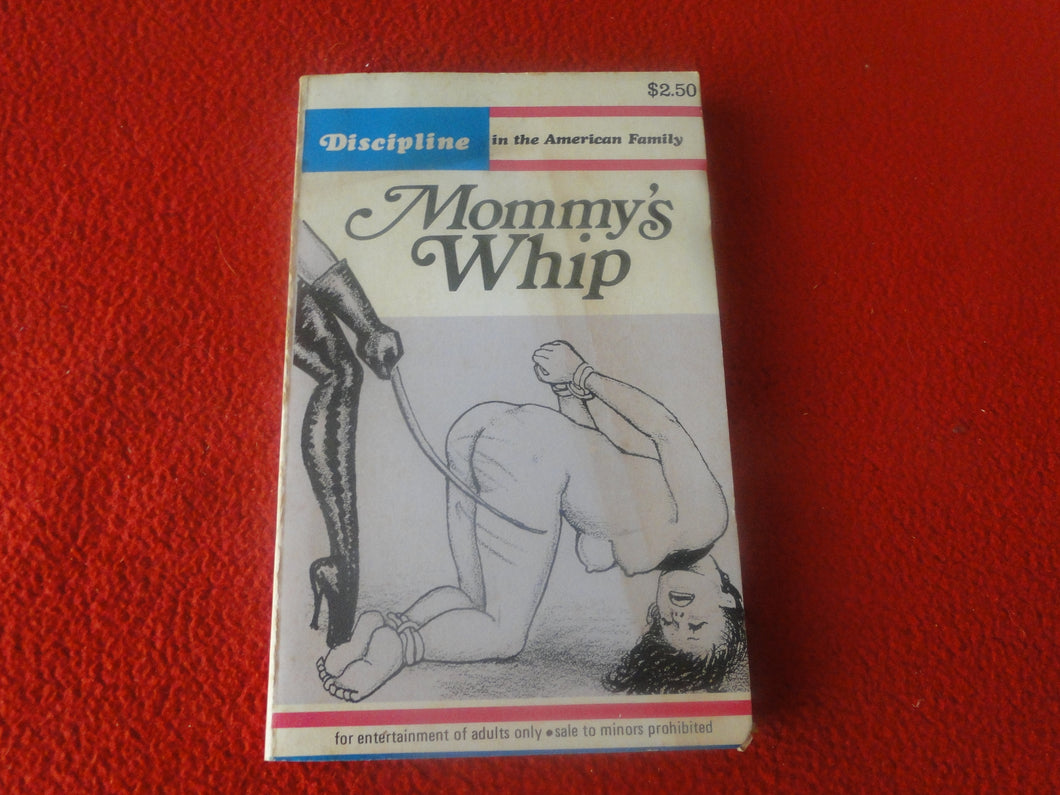 $2.50
Discipline in the American Family
Mommy's
Whip
for entertainment of adults only • sale to minors prohibited